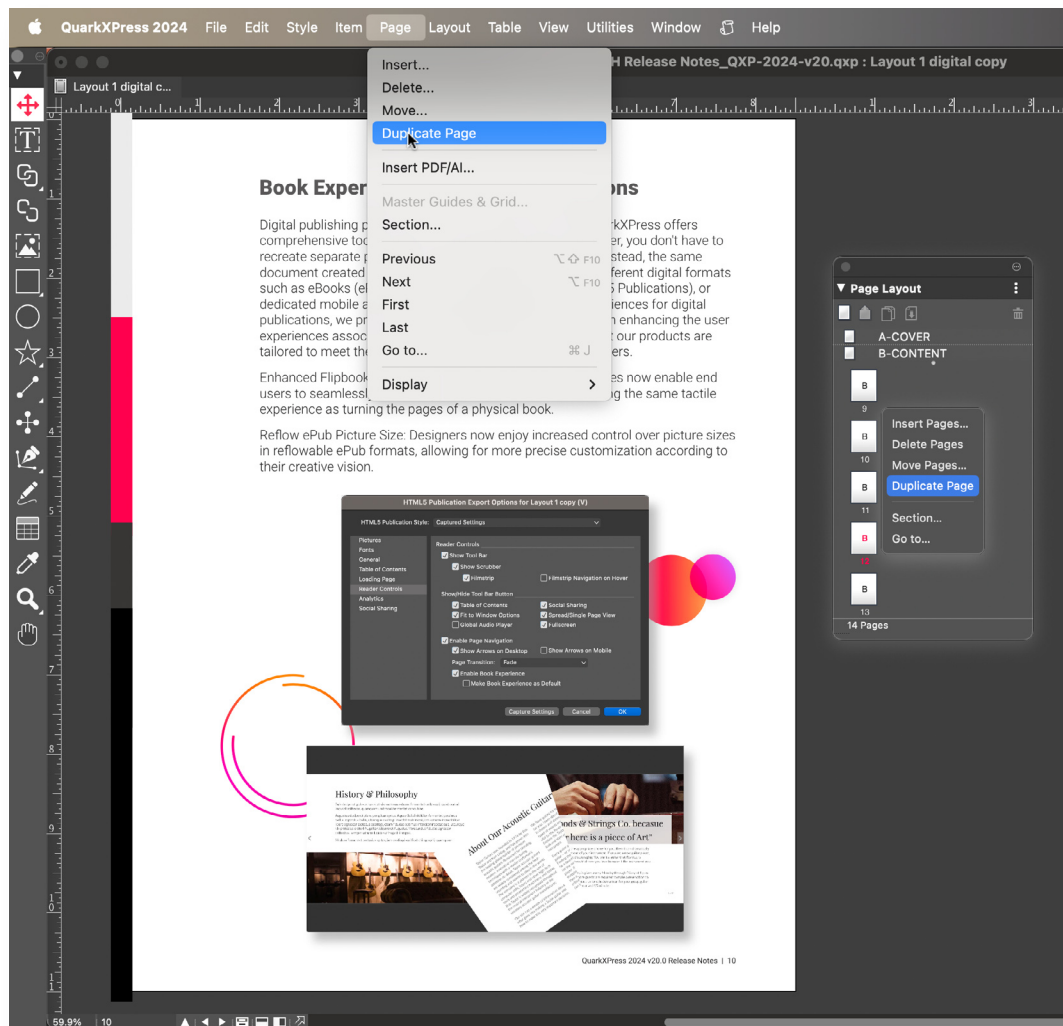 QuarkXPress 2024 File Edit Style Item Page Layout Table View Utilities Window Help
H Release Notes_QXP-2024-v20.qxp : Layout 1 digital copy
Layout 1 digital c...
Insert...
Delete...
Move...
Duplicate Page
Insert PDF/AI...
Master Guides & Grid...
Section...
Previous ⌥ ⇧ F10
Next ⌥ F10
First
Last
Go to... ⌘ J
Display
Book Exper ons
Digital publishing p rkXPress offers
comprehensive too er, you don't have to
recreate separate p stead, the same
document created ferent digital formats
such as eBooks (e 5 Publications), or
dedicated mobile a iences for digital
publications, we pr n enhancing the user
experiences assoc t our products are
tailored to meet the ers.
Enhanced Flipbook es now enable end
users to seamlessl g the same tactile
experience as turning the pages of a physical book.
Reflow ePub Picture Size: Designers now enjoy increased control over picture sizes
in reflowable ePub formats, allowing for more precise customization according to
their creative vision.
HTML5 Publication Export Options for Layout 1 copy (V)
HTML5 Publication Style: Captured Settings
Pictures
Fonts
General
Table of Contents
Loading Page
Reader Controls
Analytics
Social Sharing
Reader Controls
Show Tool Bar
Show Scrubber
Filmstrip Filmstrip Navigation on Hover
Show/Hide Tool Bar Button
Table of Contents Social Sharing
Fit to Window Options Spread/Single Page View
Global Audio Player Fullscreen
Enable Page Navigation
Show Arrows on Desktop Show Arrows on Mobile
Page Transition: Fade
Enable Book Experience
Make Book Experience as Default
Capture Settings Cancel OK
History & Philosophy
About Our Acoustic Guitar
ods & Strings Co. becasue
here is a piece of Art"
QuarkXPress 2024 v20.0 Release Notes | 10
Page Layout
A-COVER
B-CONTENT
B
9
B
10
B
11
B
12
B
13
14 Pages
Insert Pages...
Delete Pages
Move Pages...
Duplicate Page
Section...
Go to...
59.9% 10